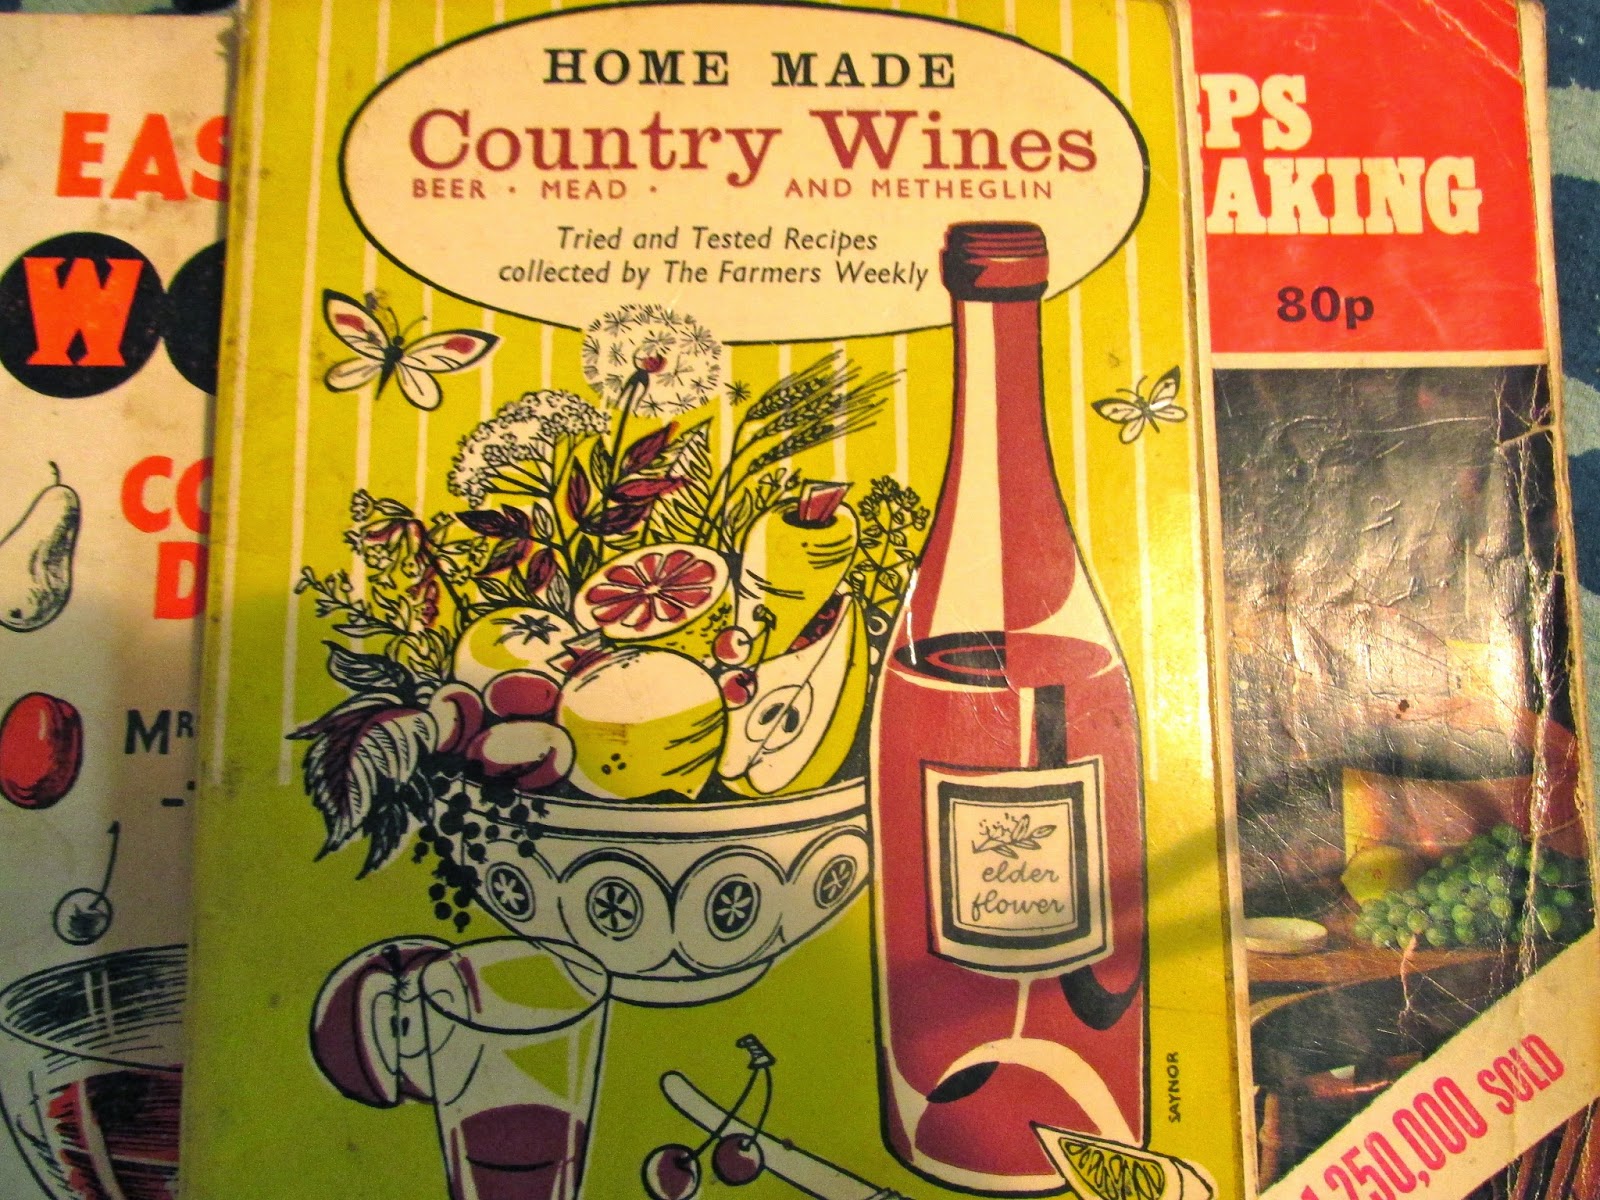 HOME MADE
Country Wines
BEER · MEAD · AND METHEGLIN
Tried and Tested Recipes
collected by The Farmers Weekly
elder
flower
SAYNOR
EAS
W
CO
D
MR
PS
AKING
80p
250,000 SOLD